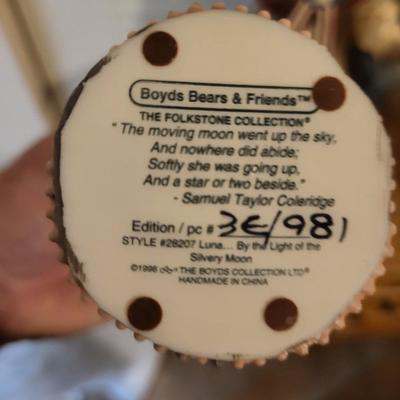 Boyds Bears & Friends™
THE FOLKSTONE COLLECTION®
"The moving moon went up the sky,
And nowhere did abide;
Softly she was going up,
And a star or two beside."
- Samuel Taylor Coleridge
Edition / pc # 3E/981
STYLE #28207 Luna... By the Light of the
Silvery Moon
©1998 THE BOYDS COLLECTION LTD®
HANDMADE IN CHINA